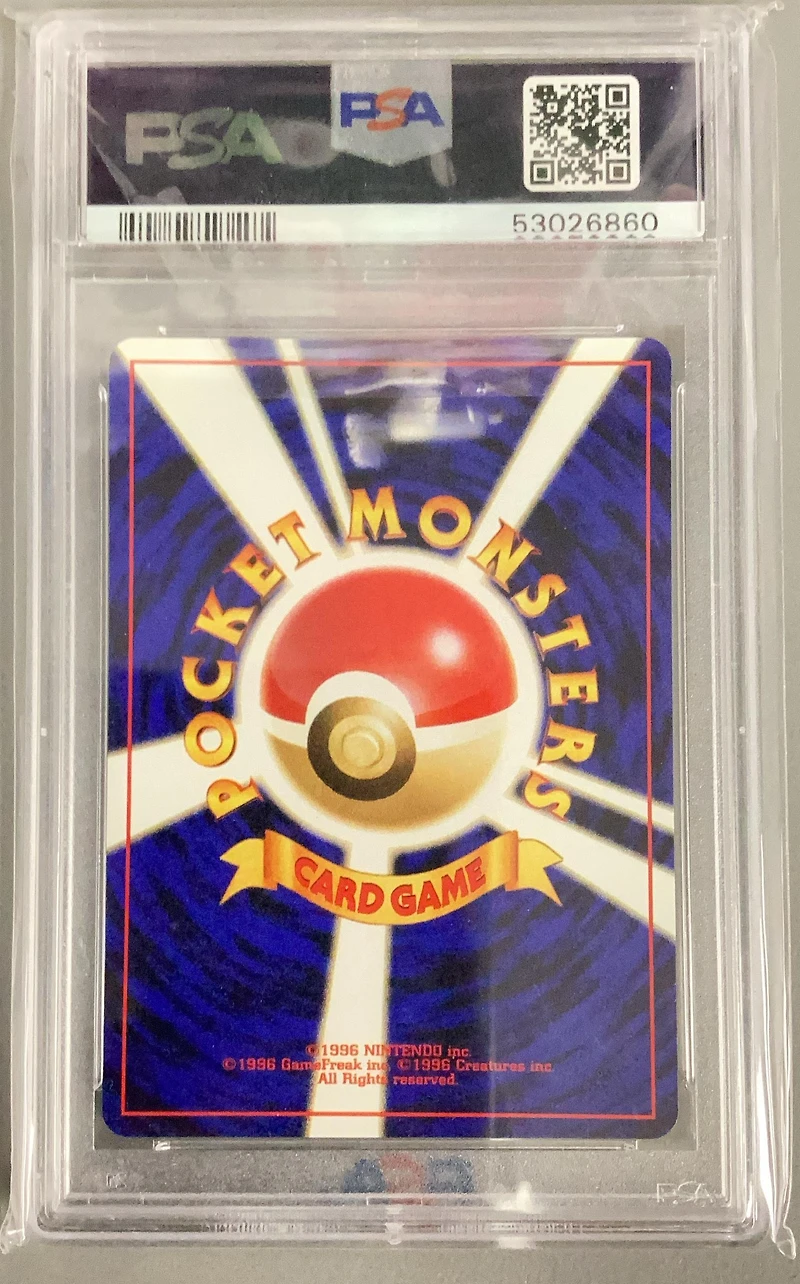 PSA
PSA
53026860
POCKET MONSTERS
CARD GAME
©1996 NINTENDO inc.
©1996 GameFreak inc. ©1996 Creatures inc.
All Rights reserved.
PSA